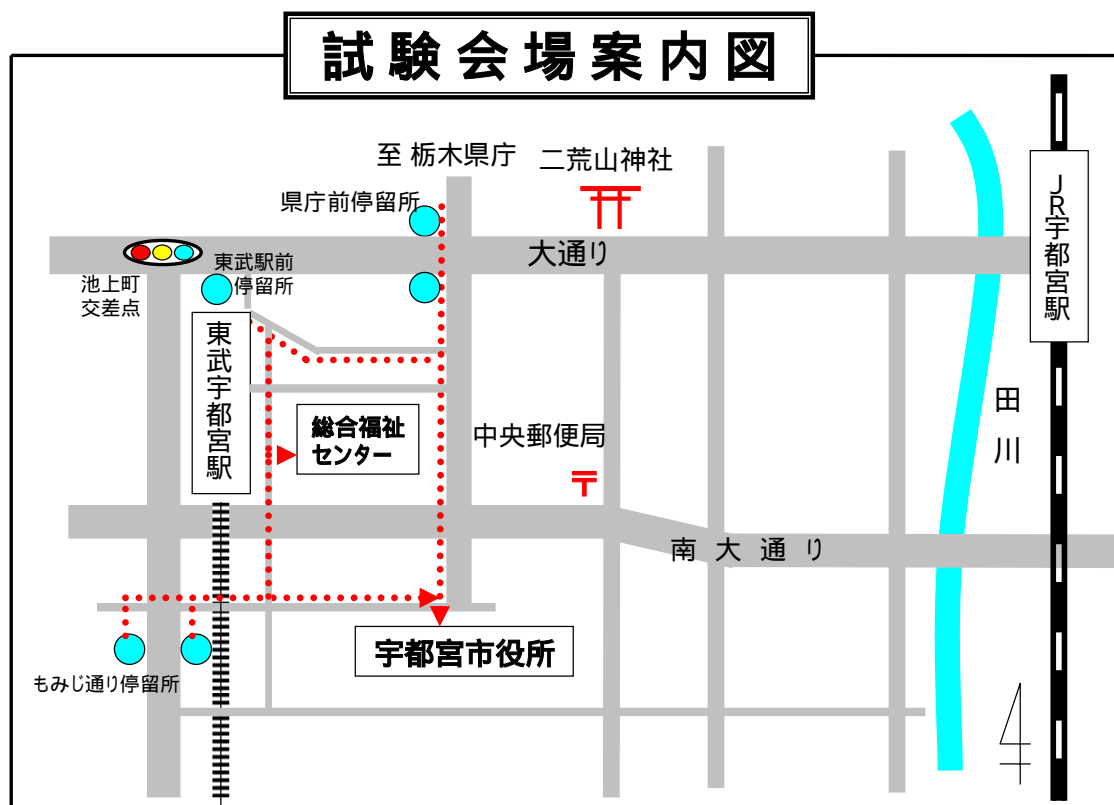 試験会場案内図
至 栃木県庁
二荒山神社
県庁前停留所
大通り
東武駅前
停留所
池上町
交差点
JR宇都宮駅
東武宇都宮駅
総合福祉
センター
中央郵便局
田川
南大通り
宇都宮市役所
もみじ通り停留所